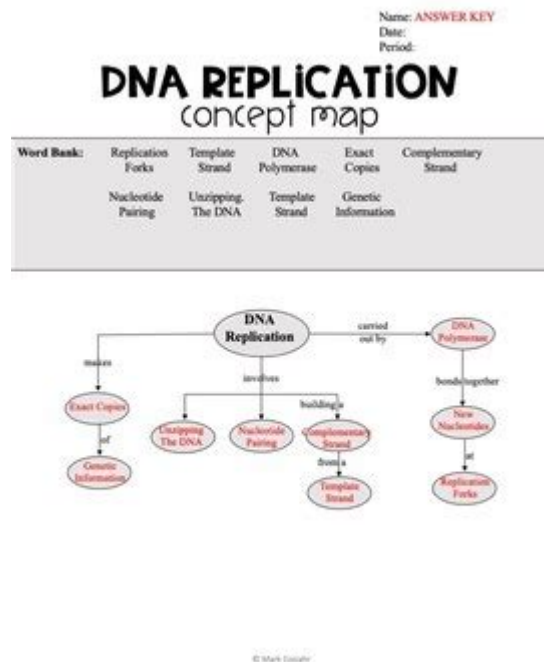 Name: ANSWER KEY
Date:
Period:
DNA REPLiCATiON
concept map
Word Bank: Replication Forks Template Strand DNA Polymerase Exact Copies Complementary Strand
Nucleotide Pairing Unzipping. The DNA Template Strand Genetic Information
DNA Replication
carried out by
DNA Polymerase
makes
involves
building a
bonds together
Exact Copies
Unzipping The DNA
Nucleotide Pairing
Complementary Strand
New Nucleotides
of
from a
at
Genetic Information
Template Strand
Replication Forks